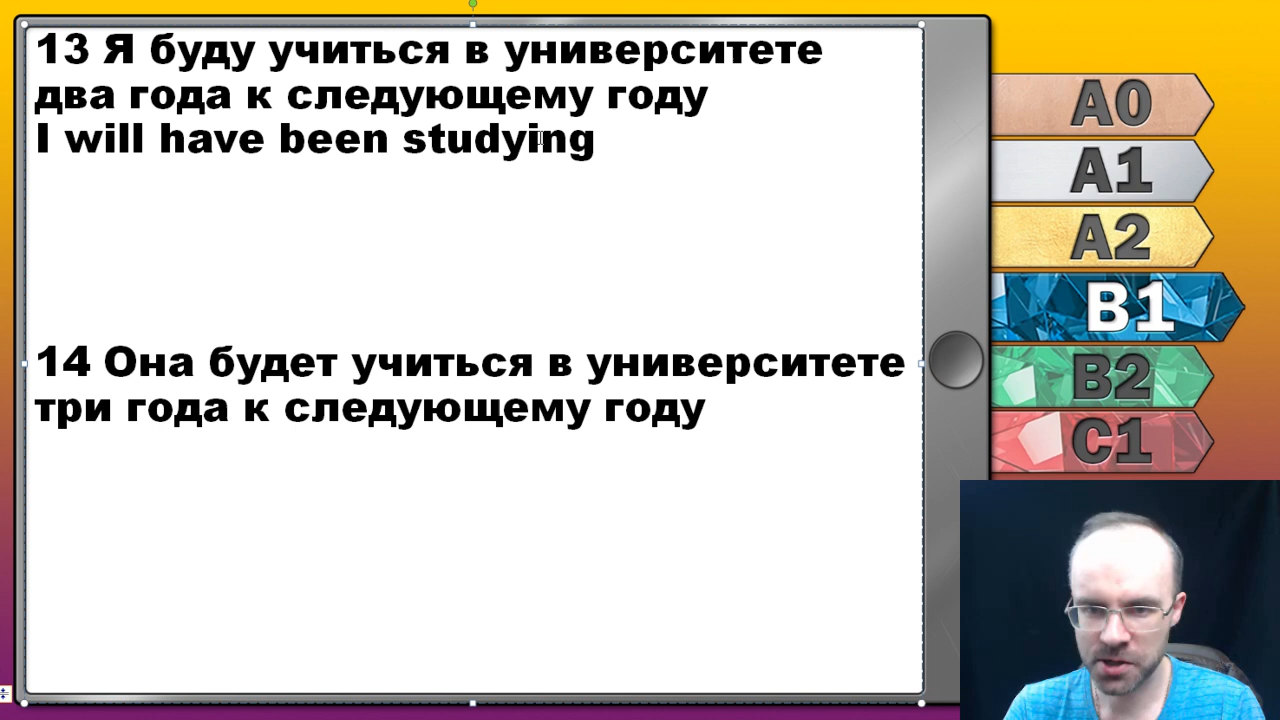 13 Я буду учиться в университете
два года к следующему году
I will have been studying
14 Она будет учиться в университете
три года к следующему году
A0
A1
A2
B1
B2
C1